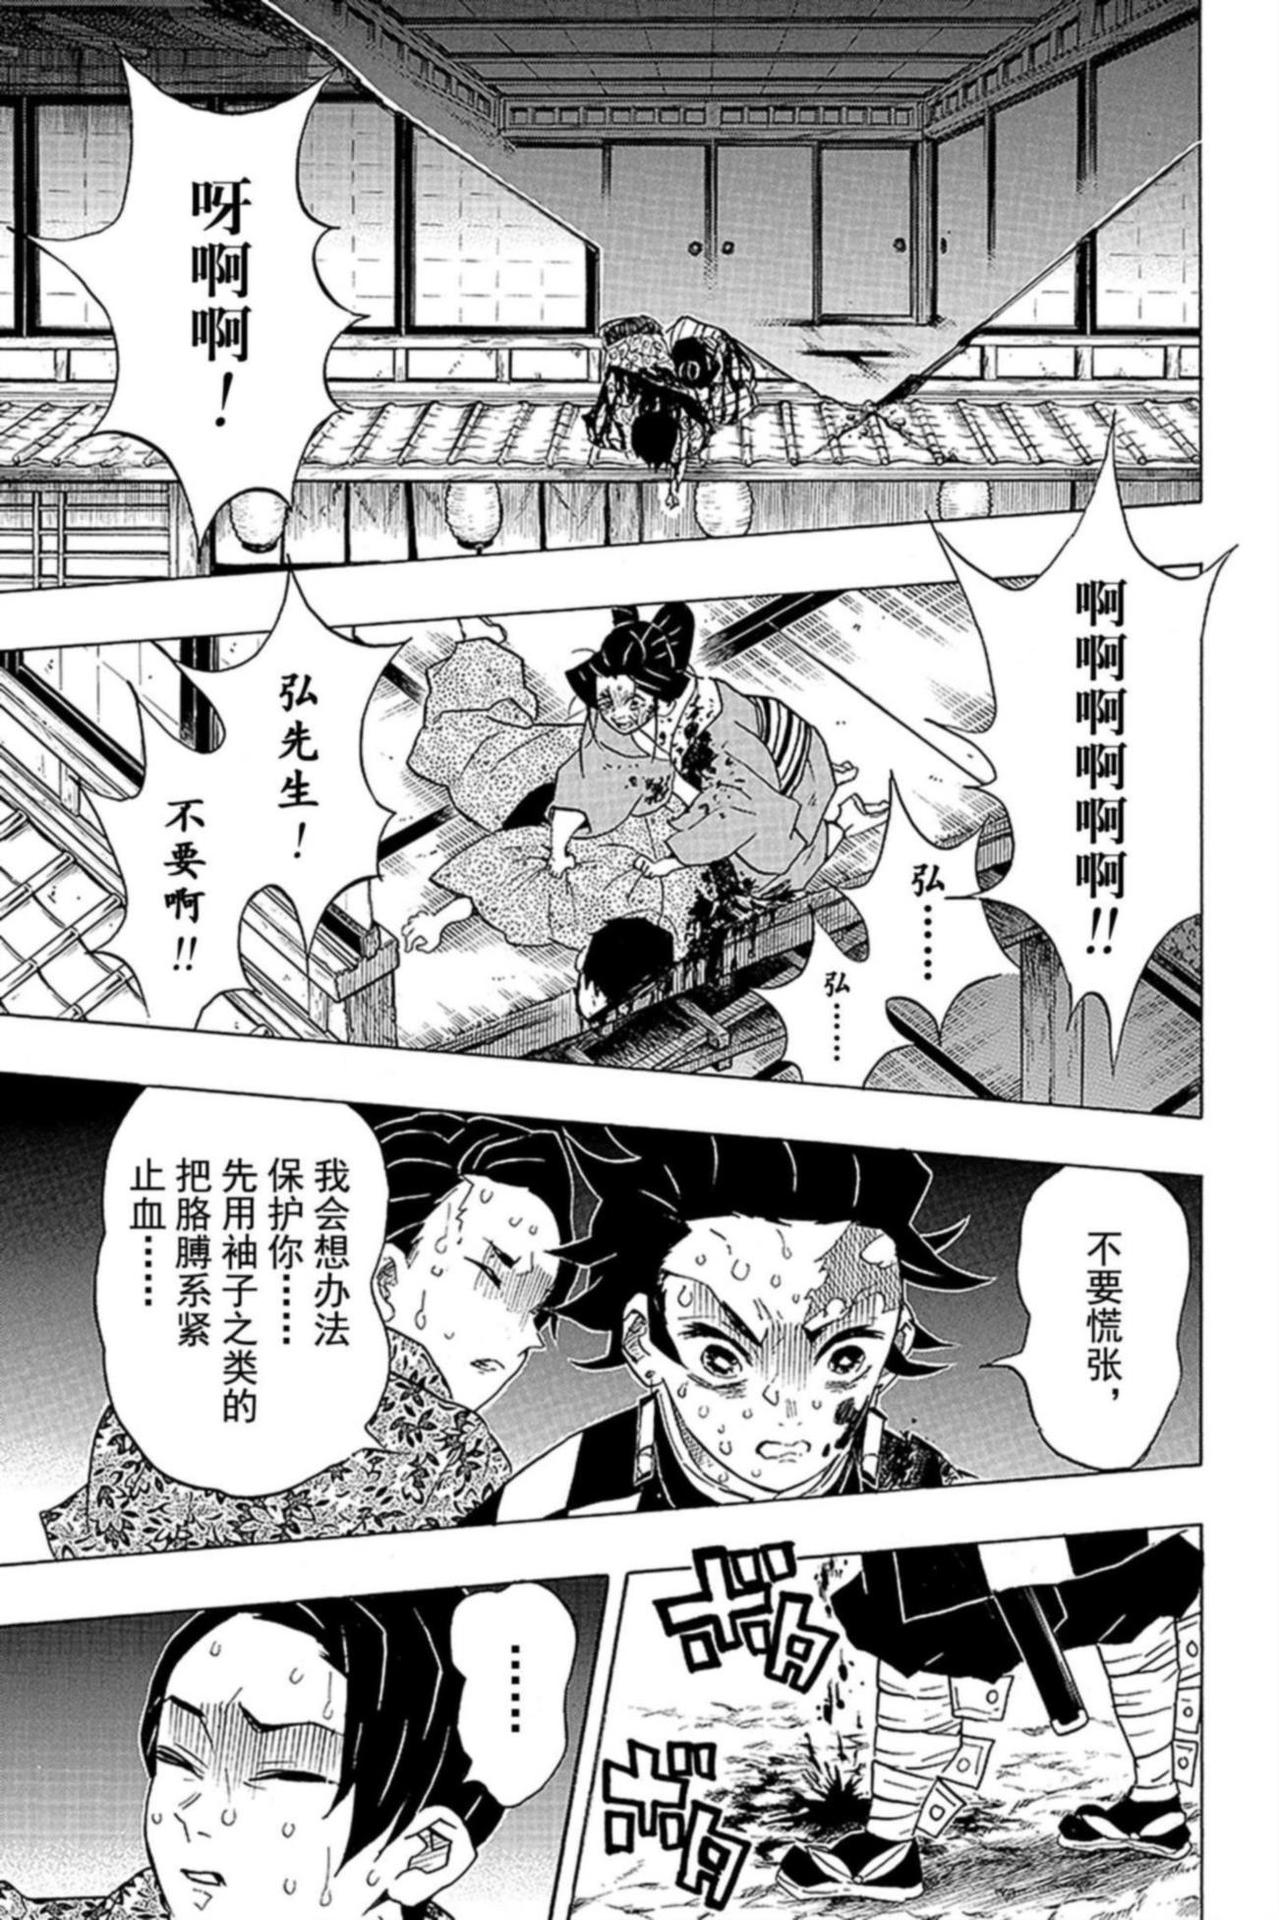 呀啊啊！
啊啊啊啊啊啊!!
弘……
弘……
弘先生！
不要啊!!
不要慌张，
我会想办法
保护你……
先用袖子之类的
把胳膊系紧
止血……
……